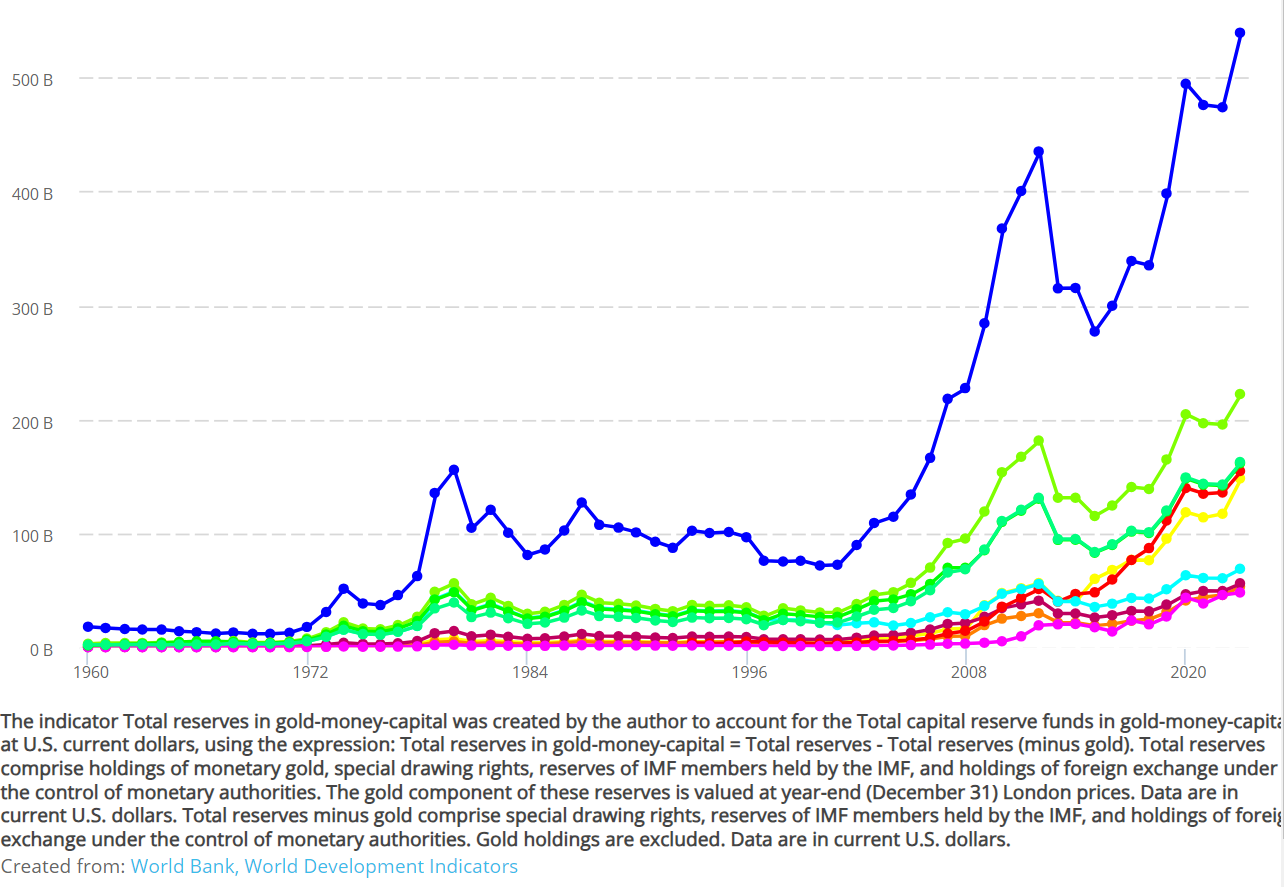 500 B
400 B
300 B
200 B
100 B
0 B
1960 1972 1984 1996 2008 2020
The indicator Total reserves in gold-money-capital was created by the author to account for the Total capital reserve funds in gold-money-capita
at U.S. current dollars, using the expression: Total reserves in gold-money-capital = Total reserves - Total reserves (minus gold). Total reserves
comprise holdings of monetary gold, special drawing rights, reserves of IMF members held by the IMF, and holdings of foreign exchange under
the control of monetary authorities. The gold component of these reserves is valued at year-end (December 31) London prices. Data are in
current U.S. dollars. Total reserves minus gold comprise special drawing rights, reserves of IMF members held by the IMF, and holdings of foreig
exchange under the control of monetary authorities. Gold holdings are excluded. Data are in current U.S. dollars.
Created from: World Bank, World Development Indicators